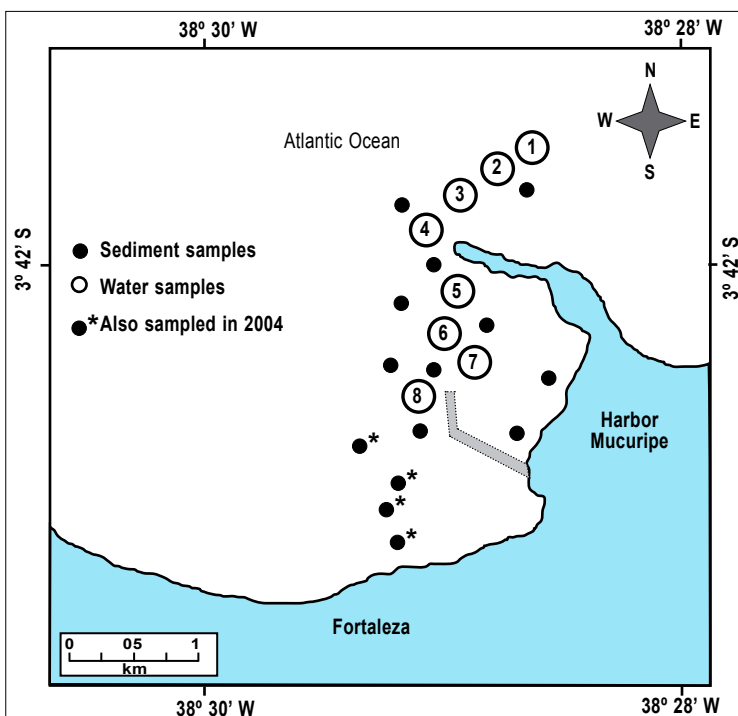 38º 30’ W
38º 28’ W
N
W
E
S
Atlantic Ocean
1
2
3
4
3º 42’ S
3º 42’ S
Sediment samples
Water samples
* Also sampled in 2004
5
6
7
8
Harbor
Mucuripe
*
*
*
*
Fortaleza
0 05 1
km
38º 30’ W
38º 28’ W